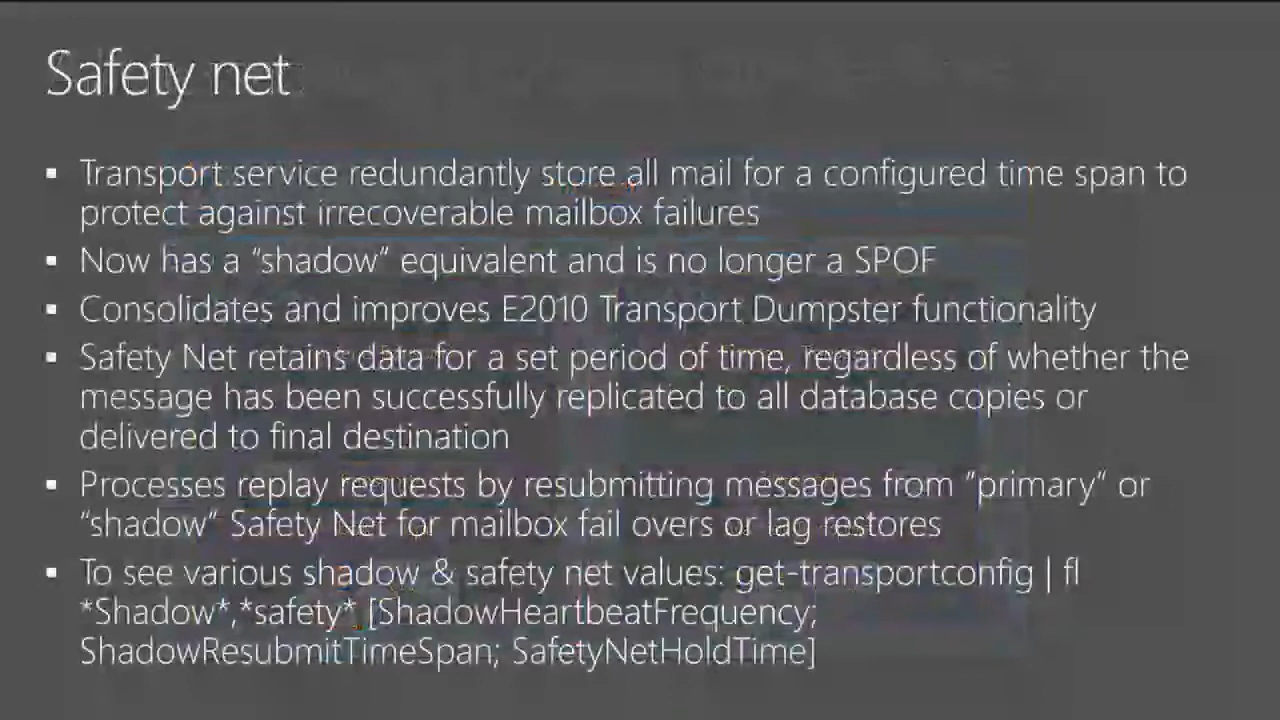 Safety net
▪ Transport service redundantly store all mail for a configured time span to
protect against irrecoverable mailbox failures
▪ Now has a “shadow” equivalent and is no longer a SPOF
▪ Consolidates and improves E2010 Transport Dumpster functionality
▪ Safety Net retains data for a set period of time, regardless of whether the
message has been successfully replicated to all database copies or
delivered to final destination
▪ Processes replay requests by resubmitting messages from “primary” or
“shadow” Safety Net for mailbox fail overs or lag restores
▪ To see various shadow & safety net values: get-transportconfig | fl
*Shadow*,*safety* [ShadowHeartbeatFrequency;
ShadowResubmitTimeSpan; SafetyNetHoldTime]